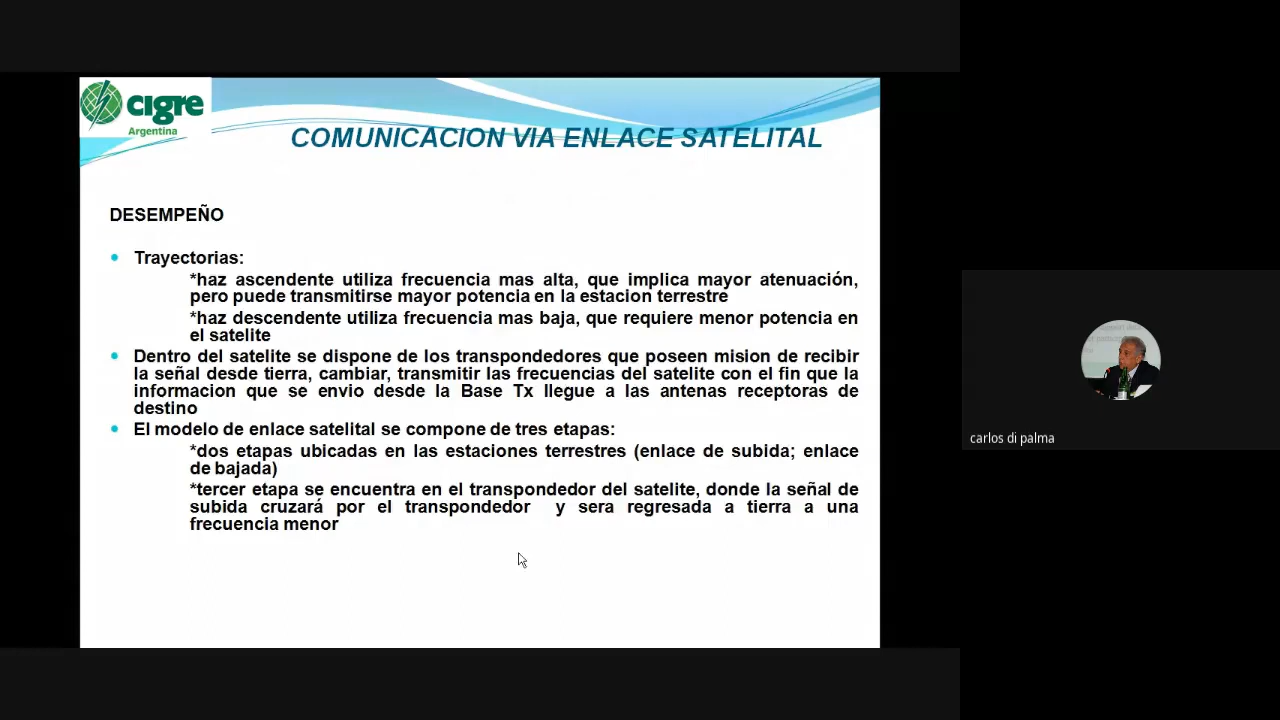 cigre
Argentina
COMUNICACION VIA ENLACE SATELITAL
DESEMPEÑO
• Trayectorias:
*haz ascendente utiliza frecuencia mas alta, que implica mayor atenuación,
pero puede transmitirse mayor potencia en la estacion terrestre
*haz descendente utiliza frecuencia mas baja, que requiere menor potencia en
el satelite
• Dentro del satelite se dispone de los transpondedores que poseen mision de recibir
la señal desde tierra, cambiar, transmitir las frecuencias del satelite con el fin que la
informacion que se envio desde la Base Tx llegue a las antenas receptoras de
destino
• El modelo de enlace satelital se compone de tres etapas:
*dos etapas ubicadas en las estaciones terrestres (enlace de subida; enlace
de bajada)
*tercer etapa se encuentra en el transpondedor del satelite, donde la señal de
subida cruzará por el transpondedor y sera regresada a tierra a una
frecuencia menor
carlos di palma